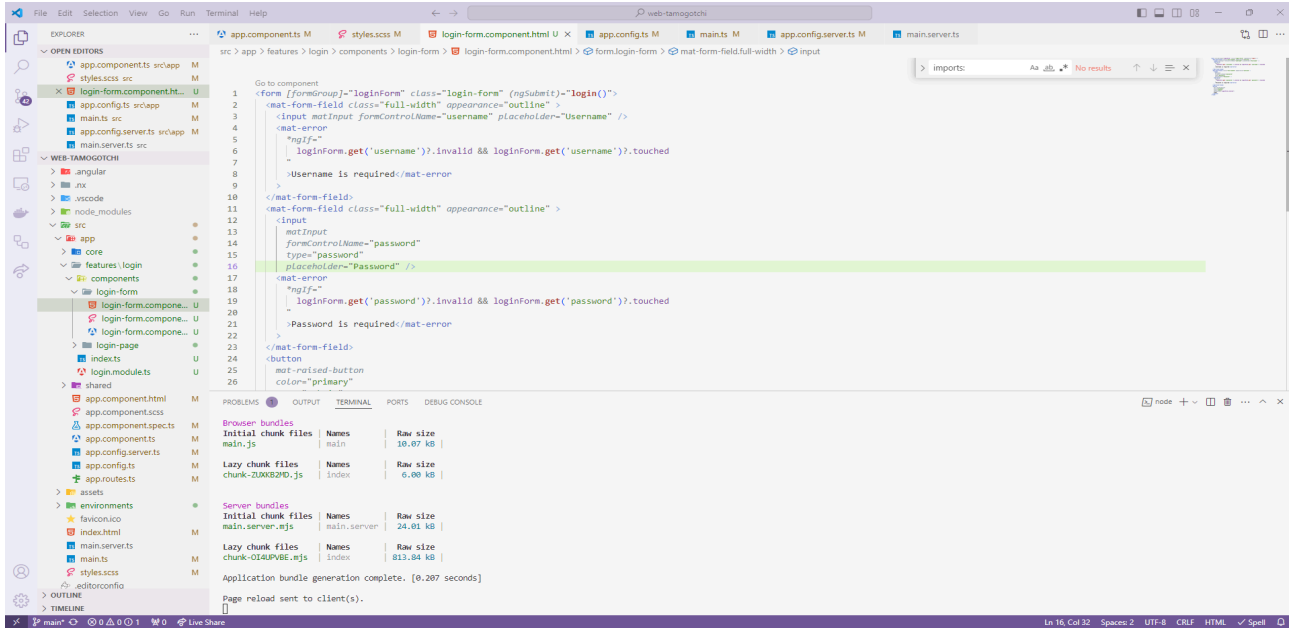 File Edit Selection View Go Run Terminal Help
web-tamogotchi
EXPLORER
OPEN EDITORS
app.component.ts src\app M
styles.scss src M
login-form.component.ht... U
app.config.ts src\app M
main.ts src M
app.config.server.ts src\app M
main.server.ts src
WEB-TAMOGOTCHI
.angular
.nx
.vscode
node_modules
src
app
core
features\login
components
login-form
login-form.compone... U
login-form.compone... U
login-form.compone... U
login-page
index.ts U
login.module.ts U
shared
app.component.html M
app.component.scss
app.component.spec.ts M
app.component.ts M
app.config.server.ts M
app.config.ts M
app.routes.ts M
assets
environments
favicon.ico
index.html M
main.server.ts
main.ts M
styles.scss M
.editorconfig
OUTLINE
TIMELINE
42
app.component.ts M styles.scss M login-form.component.html U app.config.ts M main.ts M app.config.server.ts M main.server.ts
src > app > features > login > components > login-form > login-form.component.html > form.login-form > mat-form-field.full-width > input
imports: Aa ab .* No results
Go to component
1 <form [formGroup]="loginForm" class="login-form" (ngSubmit)="login()">
2 <mat-form-field class="full-width" appearance="outline" >
3 <input matInput formControlName="username" placeholder="Username" />
4 <mat-error
5 *ngIf="
6 loginForm.get('username')?.invalid && loginForm.get('username')?.touched
7 "
8 >Username is required</mat-error
9 >
10 </mat-form-field>
11 <mat-form-field class="full-width" appearance="outline" >
12 <input
13 matInput
14 formControlName="password"
15 type="password"
16 placeholder="Password" />
17 <mat-error
18 *ngIf="
19 loginForm.get('password')?.invalid && loginForm.get('password')?.touched
20 "
21 >Password is required</mat-error
22 >
23 </mat-form-field>
24 <button
25 mat-raised-button
26 color="primary"
PROBLEMS 1 OUTPUT TERMINAL PORTS DEBUG CONSOLE
node
Browser bundles
Initial chunk files | Names | Raw size
main.js | main | 10.07 kB |
Lazy chunk files | Names | Raw size
chunk-ZUXKB2MD.js | index | 6.00 kB |
Server bundles
Initial chunk files | Names | Raw size
main.server.mjs | main.server | 24.01 kB |
Lazy chunk files | Names | Raw size
chunk-OI4UPVBE.mjs | index | 813.84 kB |
Application bundle generation complete. [0.207 seconds]
Page reload sent to client(s).
main* 0 0 1 0 Live Share Ln 16, Col 32 Spaces: 2 UTF-8 CRLF HTML Spell